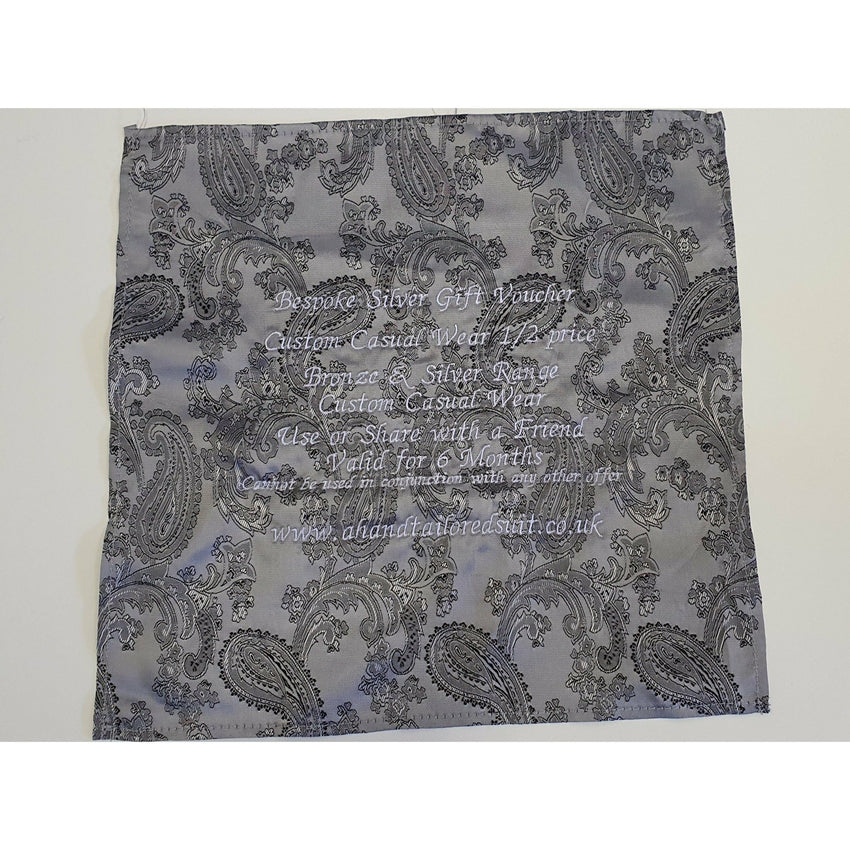 Bespoke Silver Gift Voucher
Custom Casual Wear 1/2 price
Bronze & Silver Range
Custom Casual Wear
Use or Share with a Friend
Valid for 6 Months
*Cannot be used in conjunction with any other offer
www.ahandtailoredsuit.co.uk